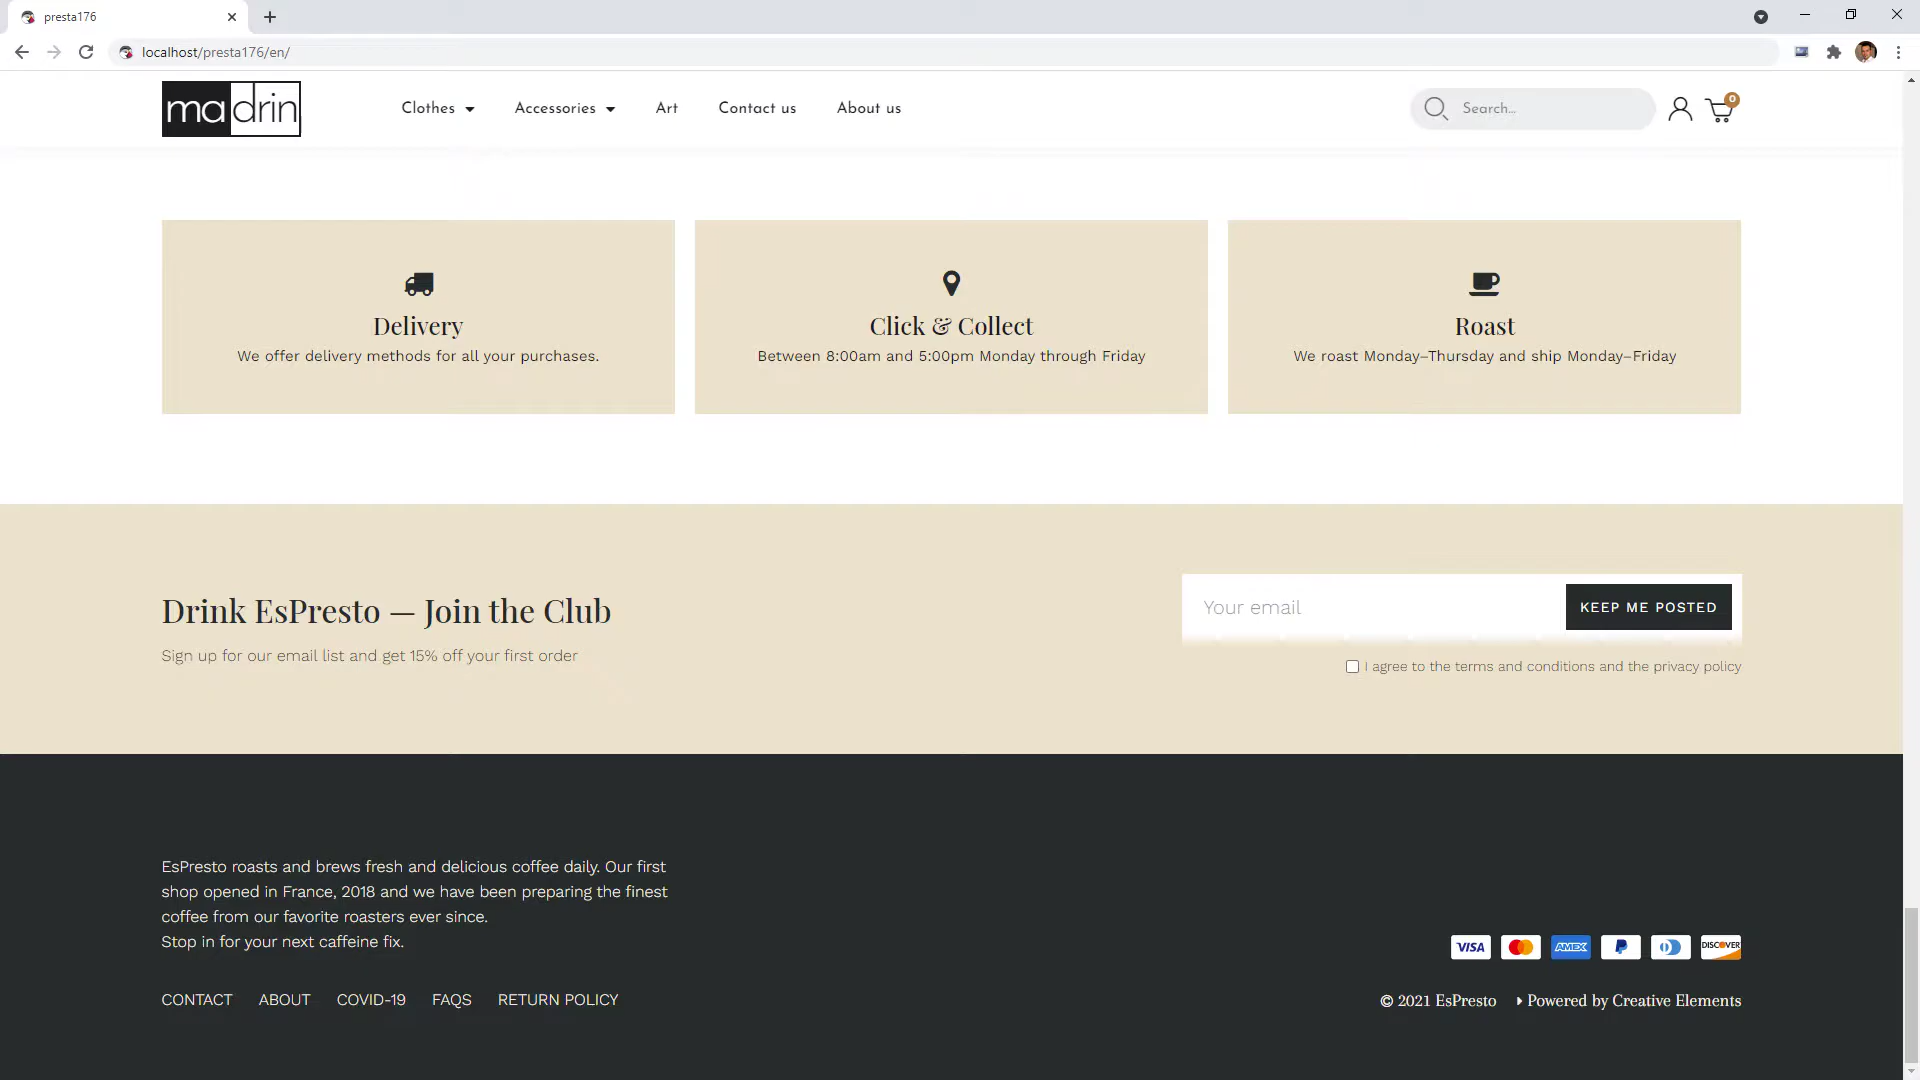 presta176
localhost/presta176/en/
madrin
Clothes
Accessories
Art
Contact us
About us
Search...
0
Delivery
We offer delivery methods for all your purchases.
Click & Collect
Between 8:00am and 5:00pm Monday through Friday
Roast
We roast Monday–Thursday and ship Monday–Friday
Drink EsPresto — Join the Club
Sign up for our email list and get 15% off your first order
Your email
KEEP ME POSTED
I agree to the terms and conditions and the privacy policy
EsPresto roasts and brews fresh and delicious coffee daily. Our first
shop opened in France, 2018 and we have been preparing the finest
coffee from our favorite roasters ever since.
Stop in for your next caffeine fix.
VISA
AMEX
DISCOVER
CONTACT
ABOUT
COVID-19
FAQS
RETURN POLICY
© 2021 EsPresto
Powered by Creative Elements